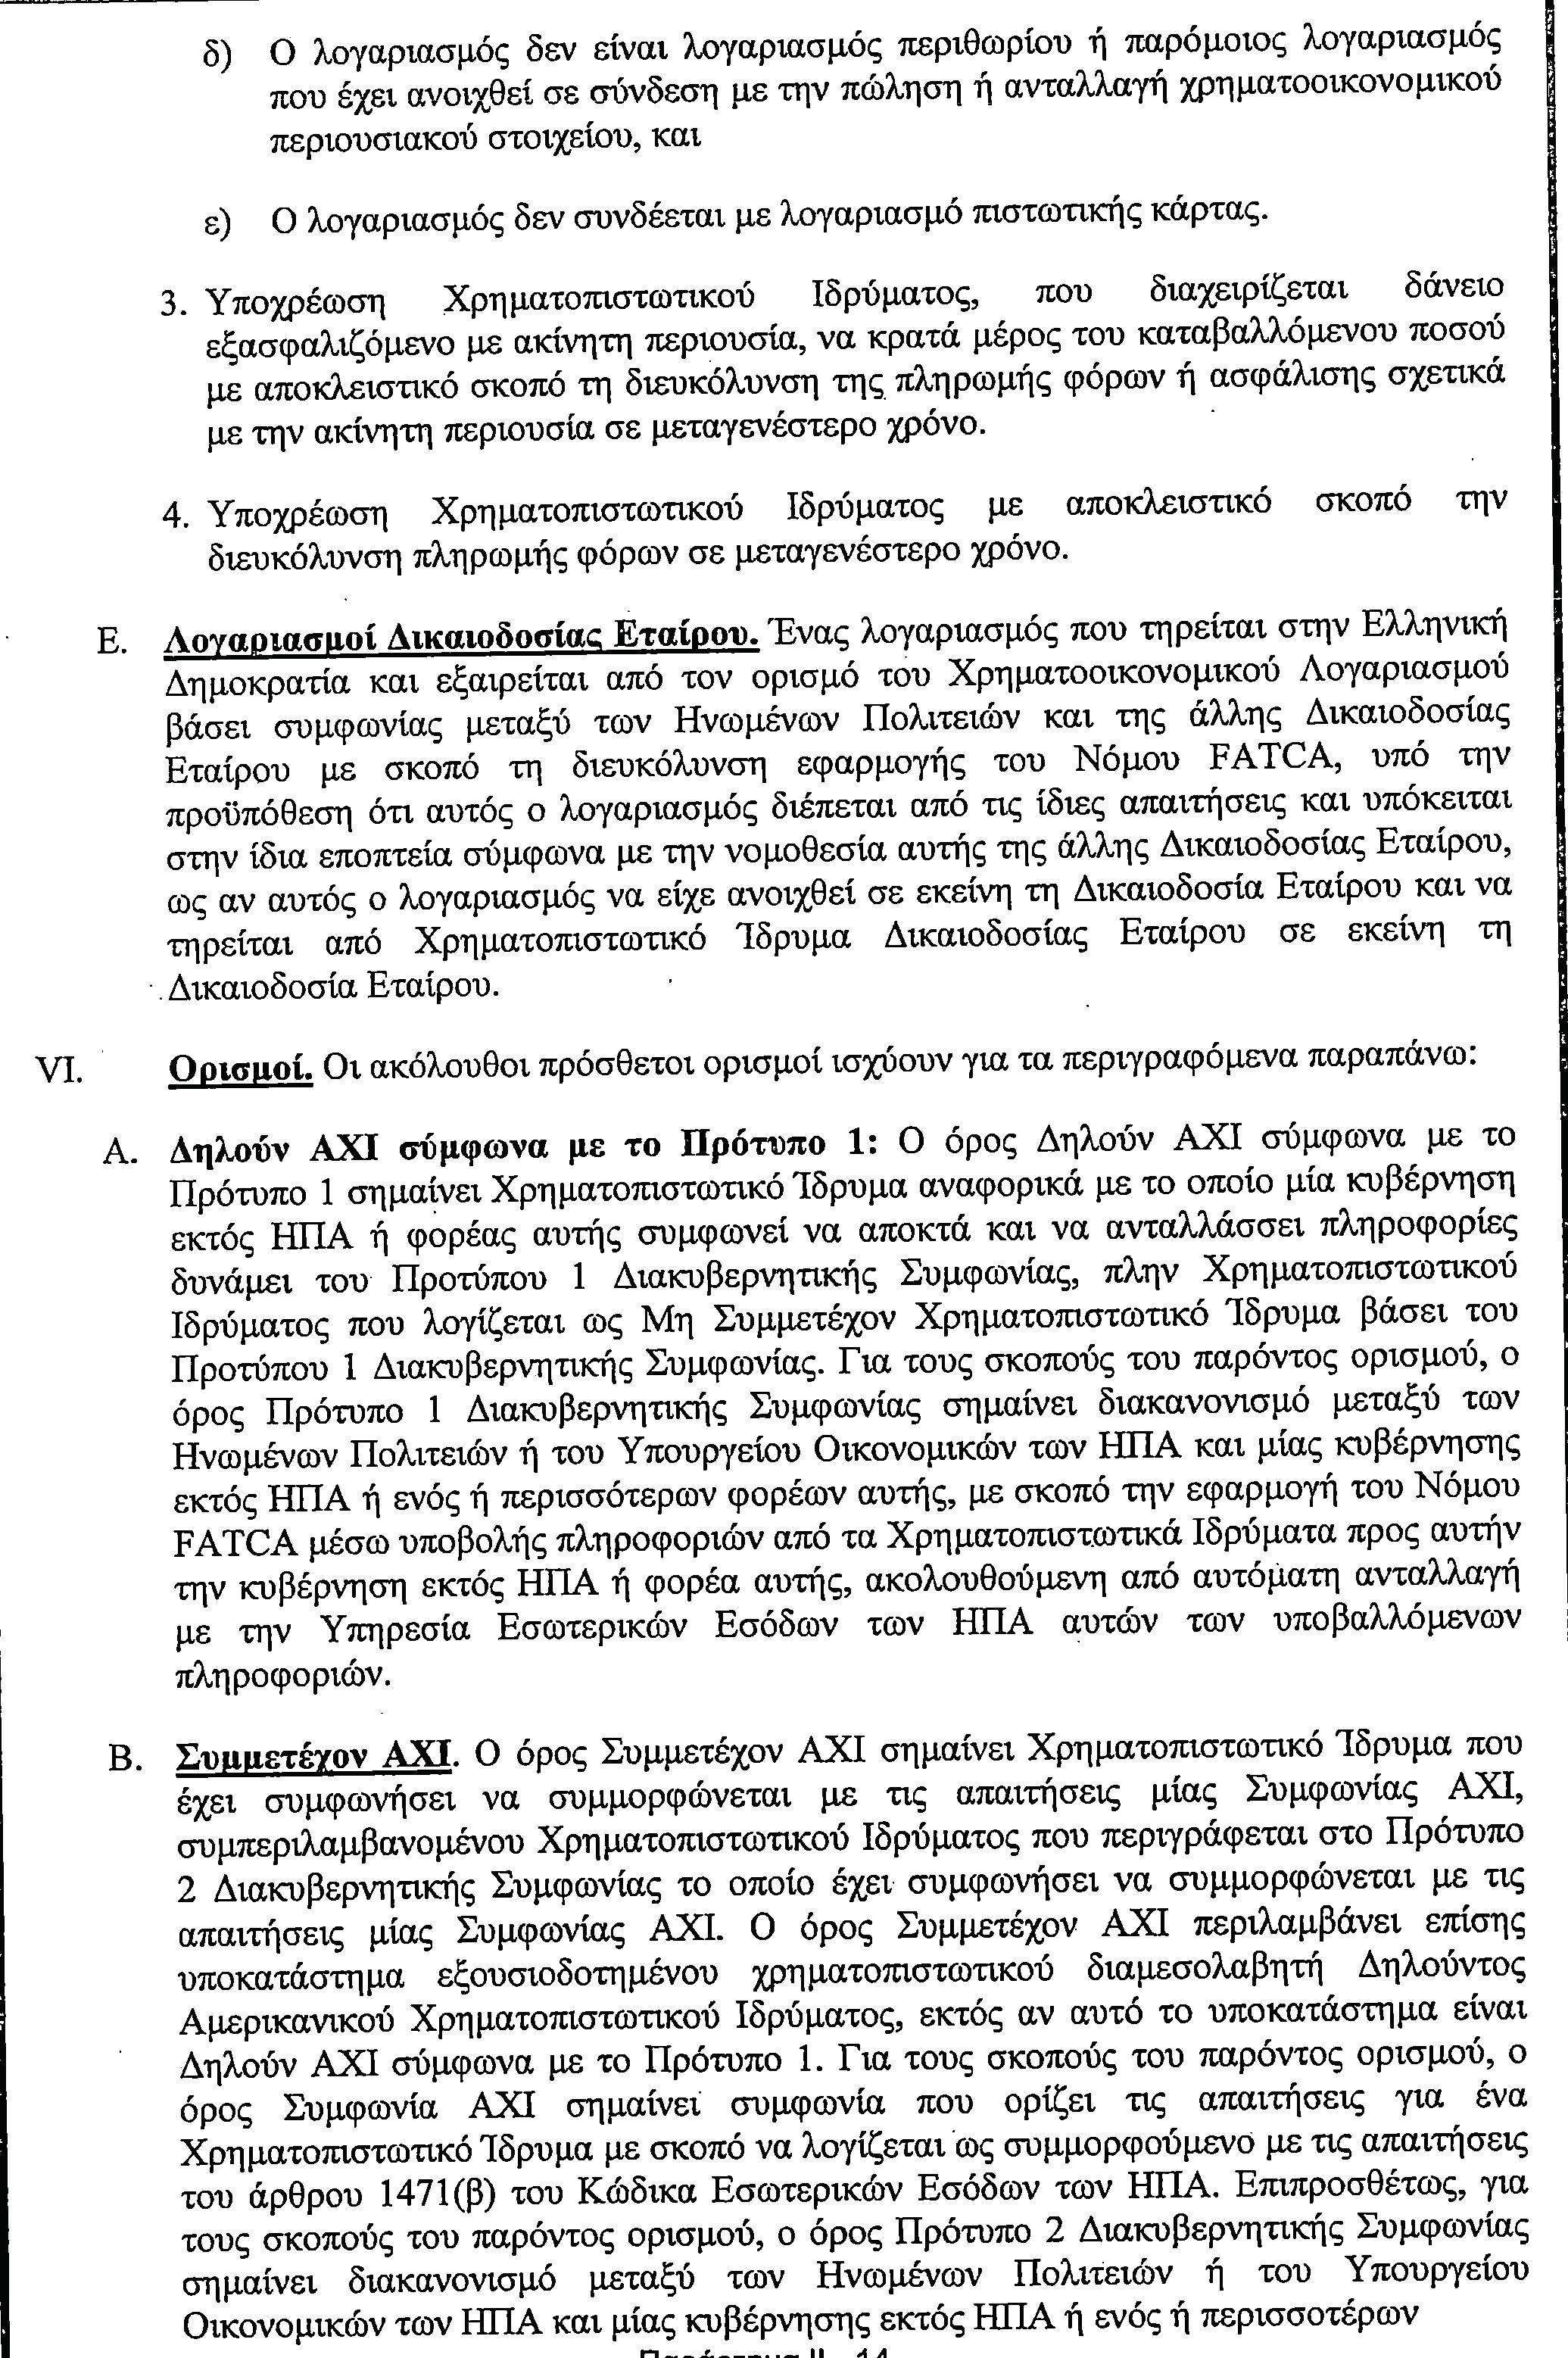 δ) Ο λογαριασμός δεν είναι λογαριασμός περιθωρίου ή παρόμοιος λογαριασμός
που έχει ανοιχθεί σε σύνδεση με την πώληση ή ανταλλαγή χρηματοοικονομικού
περιουσιακού στοιχείου, και
ε) Ο λογαριασμός δεν συνδέεται με λογαριασμό πιστωτικής κάρτας.
3. Υποχρέωση Χρηματοπιστωτικού Ιδρύματος, που διαχειρίζεται δάνειο
εξασφαλιζόμενο με ακίνητη περιουσία, να κρατά μέρος του καταβαλλόμενου ποσού
με αποκλειστικό σκοπό τη διευκόλυνση της πληρωμής φόρων ή ασφάλισης σχετικά
με την ακίνητη περιουσία σε μεταγενέστερο χρόνο.
4. Υποχρέωση Χρηματοπιστωτικού Ιδρύματος με αποκλειστικό σκοπό την
διευκόλυνση πληρωμής φόρων σε μεταγενέστερο χρόνο.
Ε. Λογαριασμοί Δικαιοδοσίας Εταίρου. Ένας λογαριασμός που τηρείται στην Ελληνική
Δημοκρατία και εξαιρείται από τον ορισμό του Χρηματοοικονομικού Λογαριασμού
βάσει συμφωνίας μεταξύ των Ηνωμένων Πολιτειών και της άλλης Δικαιοδοσίας
Εταίρου με σκοπό τη διευκόλυνση εφαρμογής του Νόμου FATCA, υπό την
προϋπόθεση ότι αυτός ο λογαριασμός διέπεται από τις ίδιες απαιτήσεις και υπόκειται
στην ίδια εποπτεία σύμφωνα με την νομοθεσία αυτής της άλλης Δικαιοδοσίας Εταίρου,
ως αν αυτός ο λογαριασμός να είχε ανοιχθεί σε εκείνη τη Δικαιοδοσία Εταίρου και να
τηρείται από Χρηματοπιστωτικό Ίδρυμα Δικαιοδοσίας Εταίρου σε εκείνη τη
Δικαιοδοσία Εταίρου.
VI. Ορισμοί. Οι ακόλουθοι πρόσθετοι ορισμοί ισχύουν για τα περιγραφόμενα παραπάνω:
Α. Δηλούν ΑΧΙ σύμφωνα με το Πρότυπο 1: Ο όρος Δηλούν ΑΧΙ σύμφωνα με το
Πρότυπο 1 σημαίνει Χρηματοπιστωτικό Ίδρυμα αναφορικά με το οποίο μία κυβέρνηση
εκτός ΗΠΑ ή φορέας αυτής συμφωνεί να αποκτά και να ανταλλάσσει πληροφορίες
δυνάμει του Προτύπου 1 Διακυβερνητικής Συμφωνίας, πλην Χρηματοπιστωτικού
Ιδρύματος που λογίζεται ως Μη Συμμετέχον Χρηματοπιστωτικό Ίδρυμα βάσει του
Προτύπου 1 Διακυβερνητικής Συμφωνίας. Για τους σκοπούς του παρόντος ορισμού, ο
όρος Πρότυπο 1 Διακυβερνητικής Συμφωνίας σημαίνει διακανονισμό μεταξύ των
Ηνωμένων Πολιτειών ή του Υπουργείου Οικονομικών των ΗΠΑ και μίας κυβέρνησης
εκτός ΗΠΑ ή ενός ή περισσότερων φορέων αυτής, με σκοπό την εφαρμογή του Νόμου
FATCA μέσω υποβολής πληροφοριών από τα Χρηματοπιστωτικά Ιδρύματα προς αυτήν
την κυβέρνηση εκτός ΗΠΑ ή φορέα αυτής, ακολουθούμενη από αυτόματη ανταλλαγή
με την Υπηρεσία Εσωτερικών Εσόδων των ΗΠΑ αυτών των υποβαλλόμενων
πληροφοριών.
Β. Συμμετέχον ΑΧΙ. Ο όρος Συμμετέχον ΑΧΙ σημαίνει Χρηματοπιστωτικό Ίδρυμα που
έχει συμφωνήσει να συμμορφώνεται με τις απαιτήσεις μίας Συμφωνίας ΑΧΙ,
συμπεριλαμβανομένου Χρηματοπιστωτικού Ιδρύματος που περιγράφεται στο Πρότυπο
2 Διακυβερνητικής Συμφωνίας το οποίο έχει συμφωνήσει να συμμορφώνεται με τις
απαιτήσεις μίας Συμφωνίας ΑΧΙ. Ο όρος Συμμετέχον ΑΧΙ περιλαμβάνει επίσης
υποκατάστημα εξουσιοδοτημένου χρηματοπιστωτικού διαμεσολαβητή Δηλούντος
Αμερικανικού Χρηματοπιστωτικού Ιδρύματος, εκτός αν αυτό το υποκατάστημα είναι
Δηλούν ΑΧΙ σύμφωνα με το Πρότυπο 1. Για τους σκοπούς του παρόντος ορισμού, ο
όρος Συμφωνία ΑΧΙ σημαίνει συμφωνία που ορίζει τις απαιτήσεις για ένα
Χρηματοπιστωτικό Ίδρυμα με σκοπό να λογίζεται ως συμμορφούμενο με τις απαιτήσεις
του άρθρου 1471(β) του Κώδικα Εσωτερικών Εσόδων των ΗΠΑ. Επιπροσθέτως, για
τους σκοπούς του παρόντος ορισμού, ο όρος Πρότυπο 2 Διακυβερνητικής Συμφωνίας
σημαίνει διακανονισμό μεταξύ των Ηνωμένων Πολιτειών ή του Υπουργείου
Οικονομικών των ΗΠΑ και μίας κυβέρνησης εκτός ΗΠΑ ή ενός ή περισσοτέρων